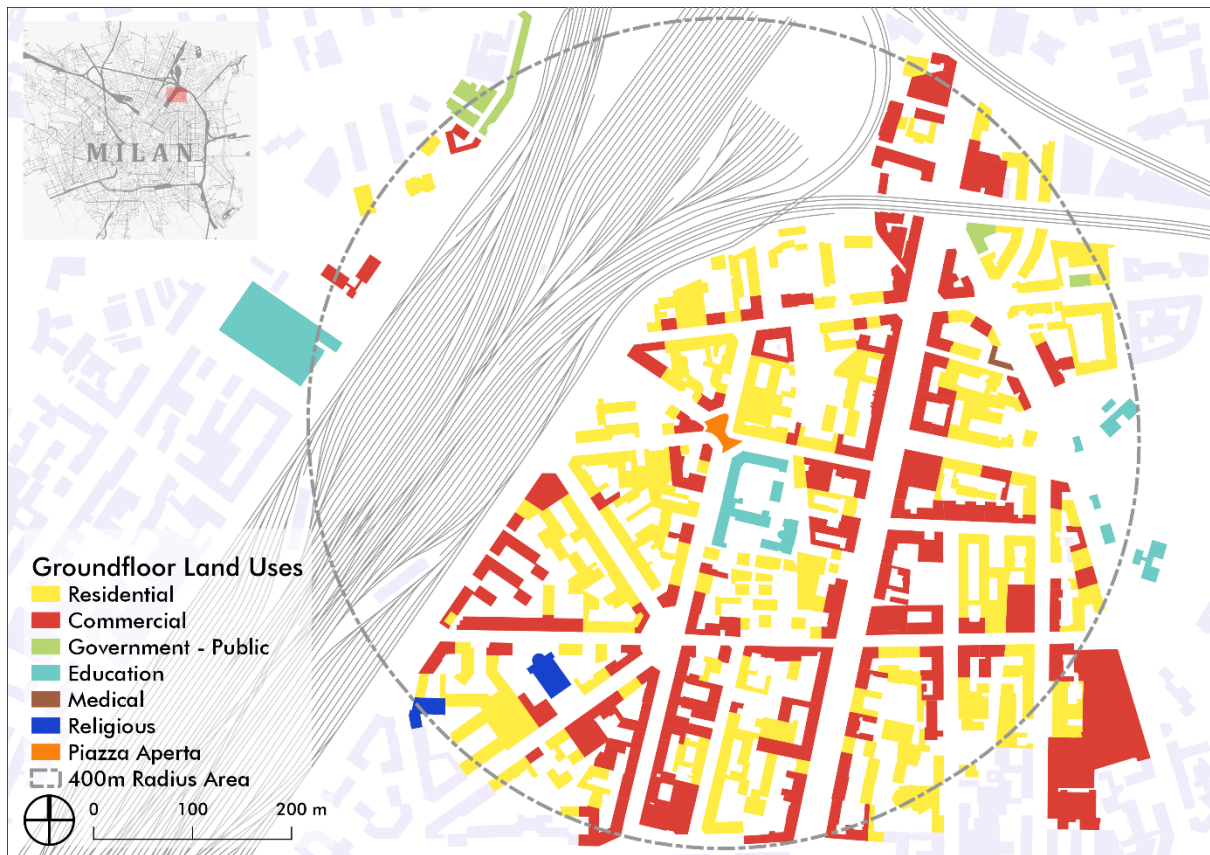 MILAN
Groundfloor Land Uses
Residential
Commercial
Government - Public
Education
Medical
Religious
Piazza Aperta
400m Radius Area
0 100 200 m